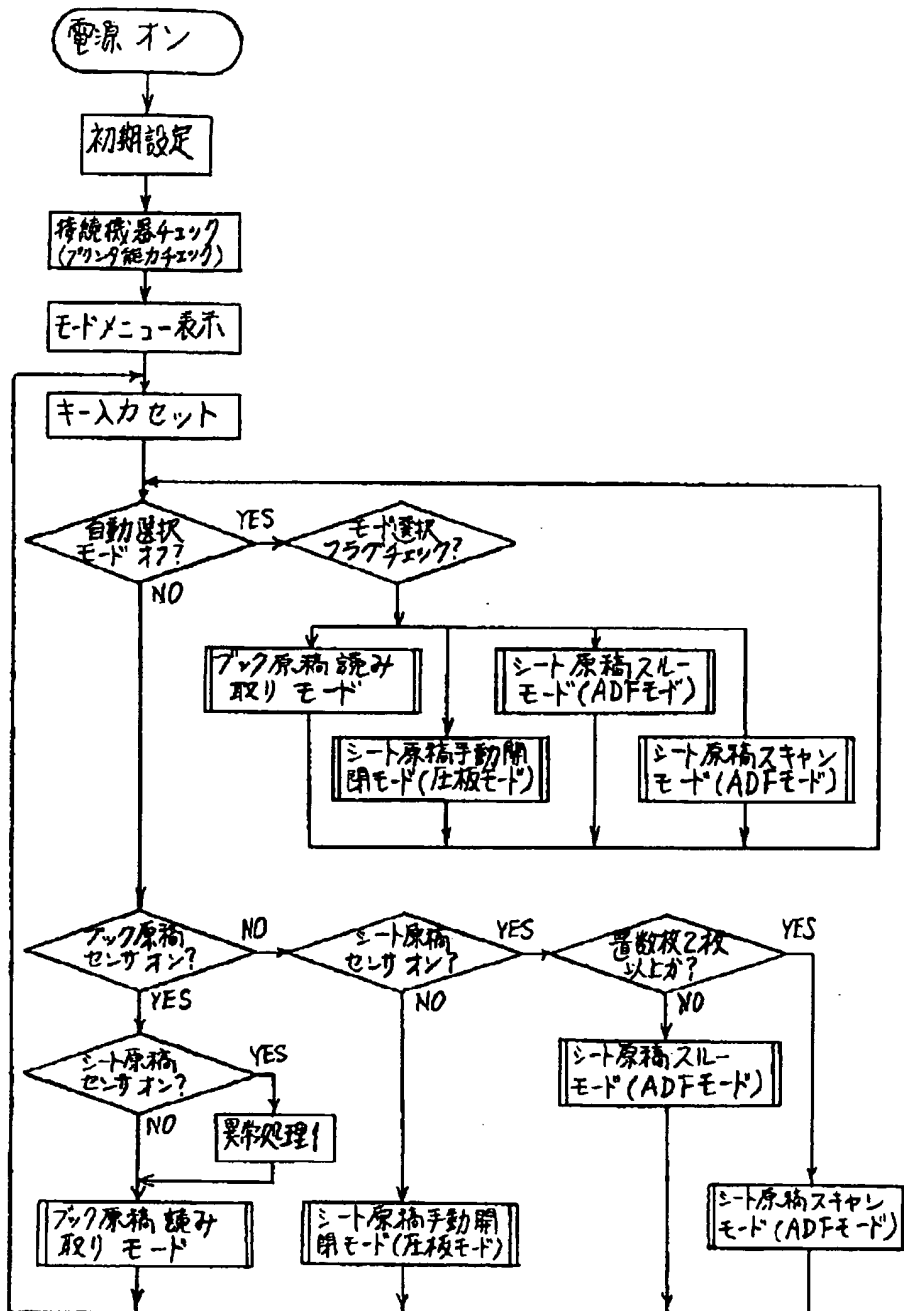 電源 オン
初期設定
接続機器チェック
(プリンタ能力チェック)
モードメニュー表示
キー入力セット
自動選択
モードオフ?
YES
NO
モード選択
フラグチェック?
ブック原稿読み
取りモード
シート原稿スルー
モード(ADFモード)
シート原稿手動開
閉モード(圧板モード)
シート原稿スキャン
モード(ADFモード)
ブック原稿
センサオン?
NO
YES
シート原稿
センサオン?
YES
NO
置数枚2枚
以上か?
YES
NO
シート原稿
センサオン?
YES
NO
異常処理1
シート原稿スルー
モード(ADFモード)
ブック原稿読み
取りモード
シート原稿手動開
閉モード(圧板モード)
シート原稿スキャン
モード(ADFモード)